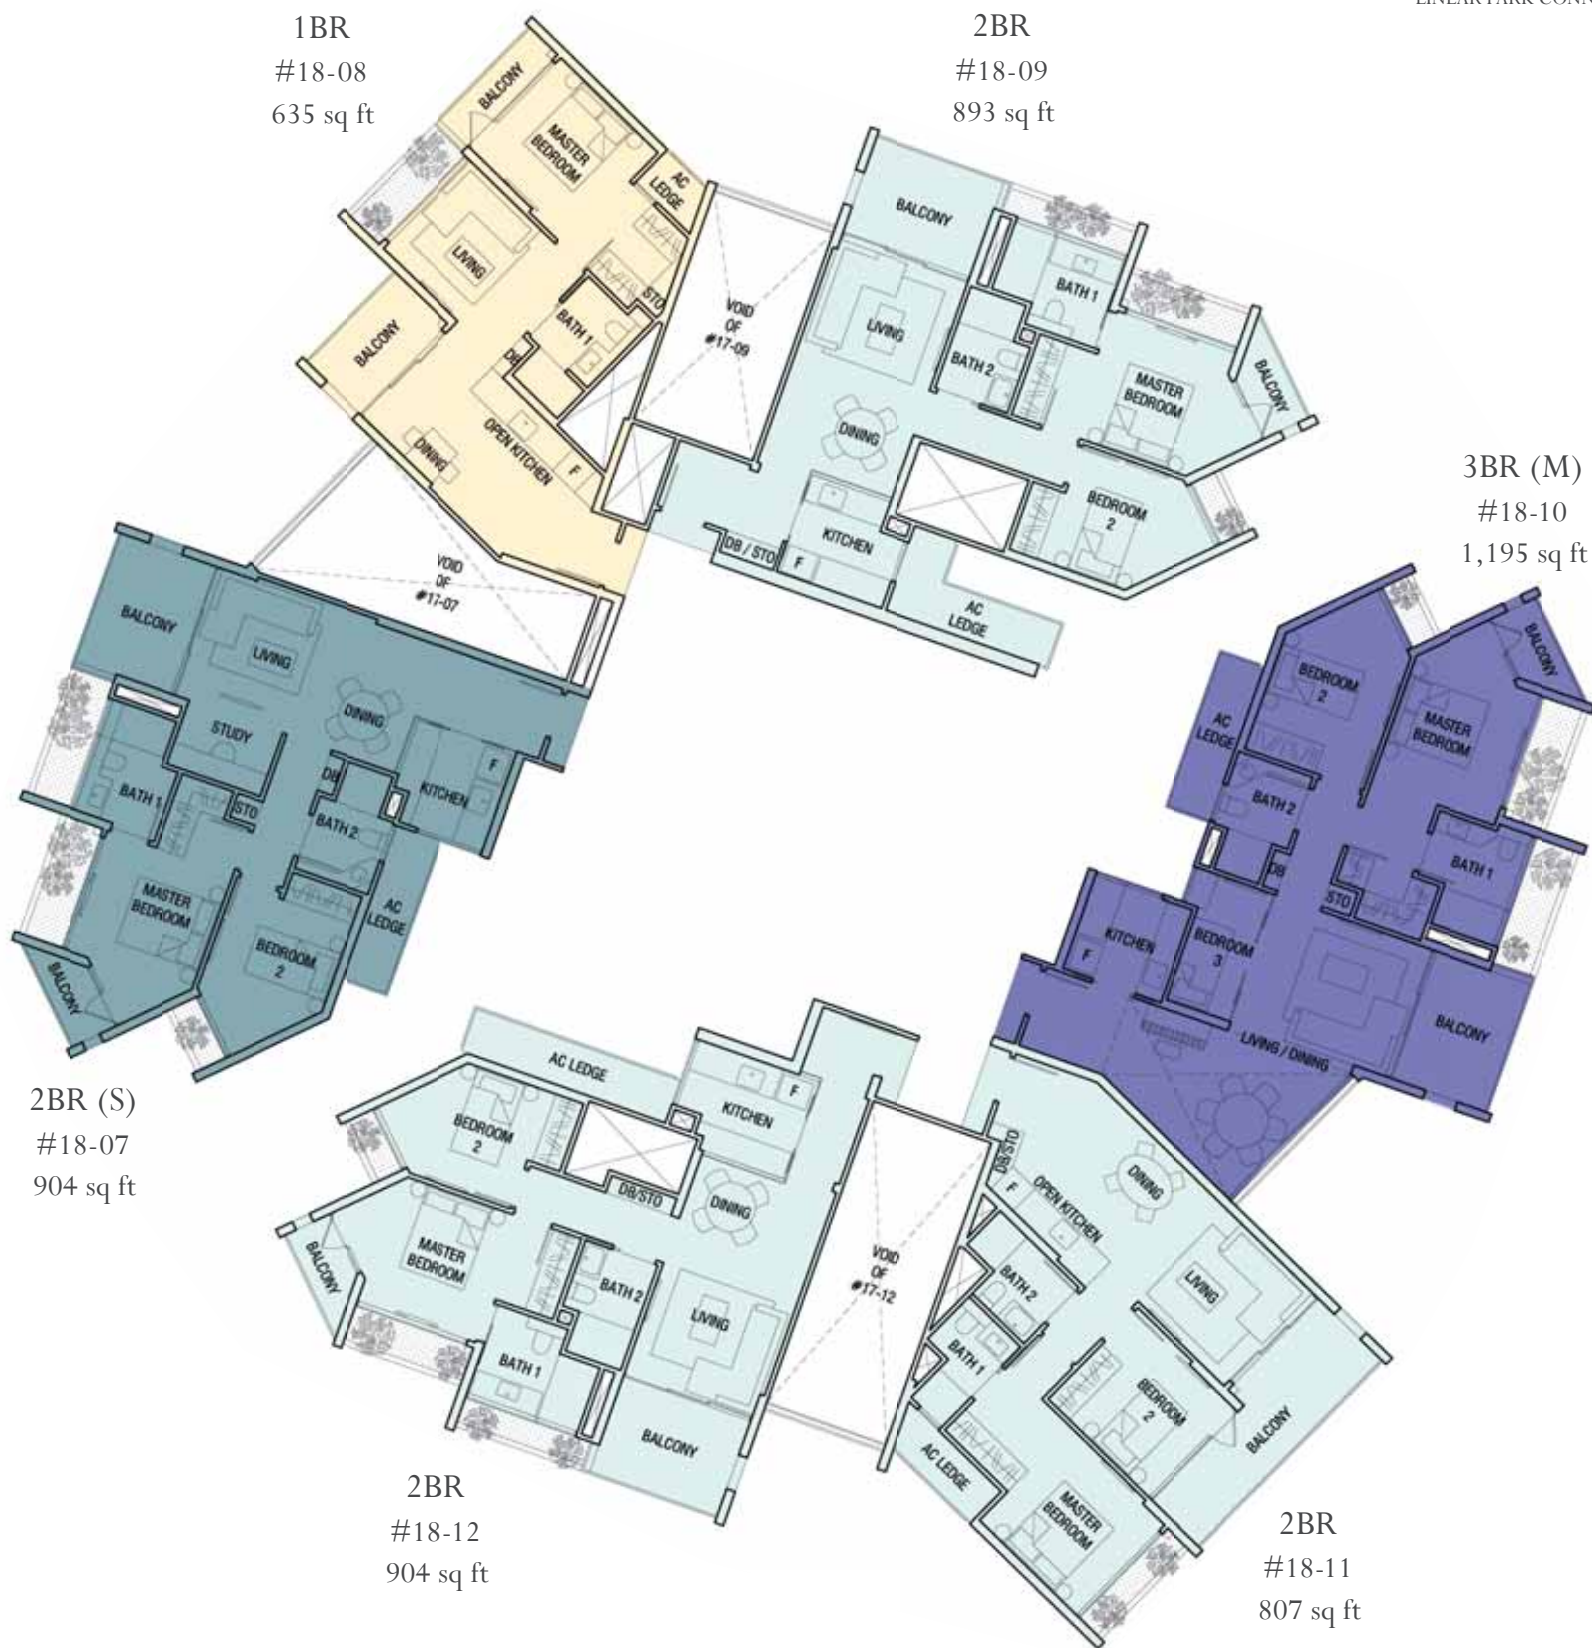 1BR
#18-08
635 sq ft
BALCONY
MASTER
BEDROOM
AC
LEDGE
LIVING
STO
BATH 1
BALCONY
DB
OPEN KITCHEN
DINING
F
2BR
#18-09
893 sq ft
VOID
OF
#17-09
BALCONY
BATH 1
LIVING
BATH 2
MASTER
BEDROOM
BALCONY
DINING
BEDROOM
2
KITCHEN
DB / STO
F
AC
LEDGE
3BR (M)
#18-10
1,195 sq ft
BEDROOM
2
BALCONY
AC
LEDGE
MASTER
BEDROOM
BATH 2
BATH 1
DB
STO
KITCHEN
F
BEDROOM
3
LIVING / DINING
BALCONY
VOID
OF
#17-07
BALCONY
LIVING
DINING
STUDY
DB
KITCHEN
F
BATH 1
STO
BATH 2
MASTER
BEDROOM
AC
LEDGE
BEDROOM
2
BALCONY
2BR (S)
#18-07
904 sq ft
AC LEDGE
BEDROOM
2
KITCHEN
F
DB/STO
DINING
MASTER
BEDROOM
BALCONY
BATH 2
LIVING
BATH 1
BALCONY
2BR
#18-12
904 sq ft
VOID
OF
#17-12
DB/STO
F
OPEN KITCHEN
DINING
LIVING
BATH 2
BATH 1
BEDROOM
2
BALCONY
AC LEDGE
MASTER
BEDROOM
2BR
#18-11
807 sq ft